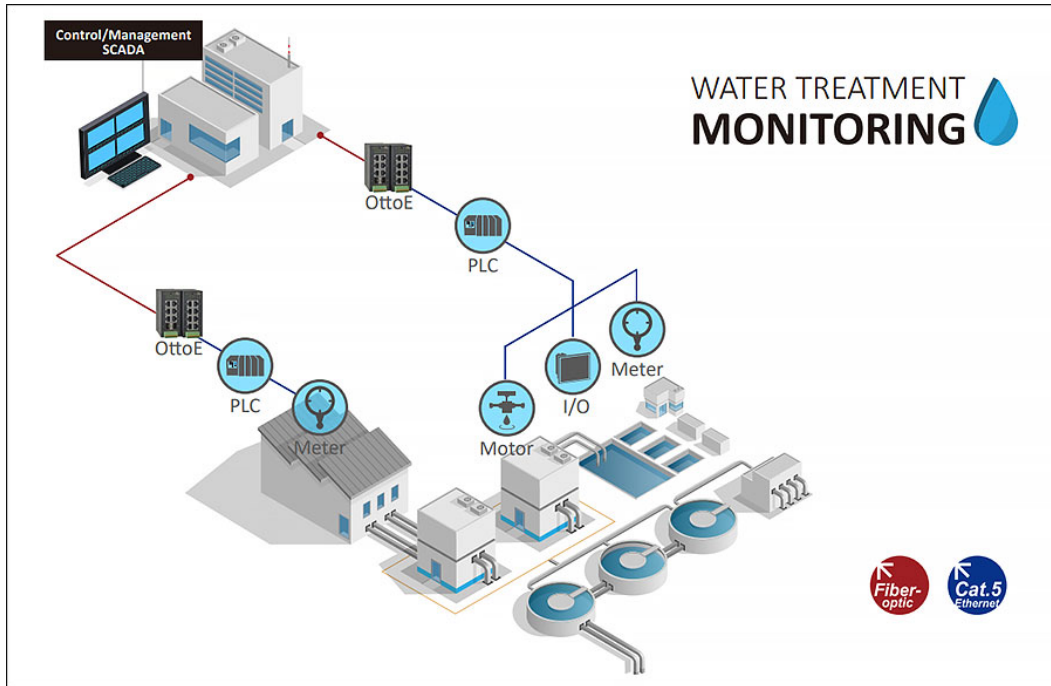 Control/Management
SCADA
WATER TREATMENT
MONITORING
OttoE
PLC
OttoE
PLC
Meter
Meter
I/O
Motor
Fiber-
optic
Cat.5
Ethernet